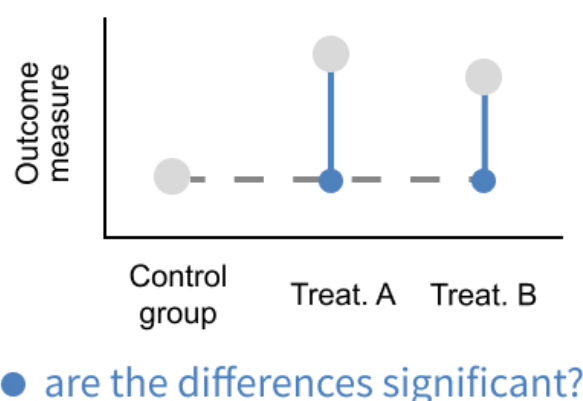 Outcome
measure
Control
group
Treat. A
Treat. B
are the differences significant?